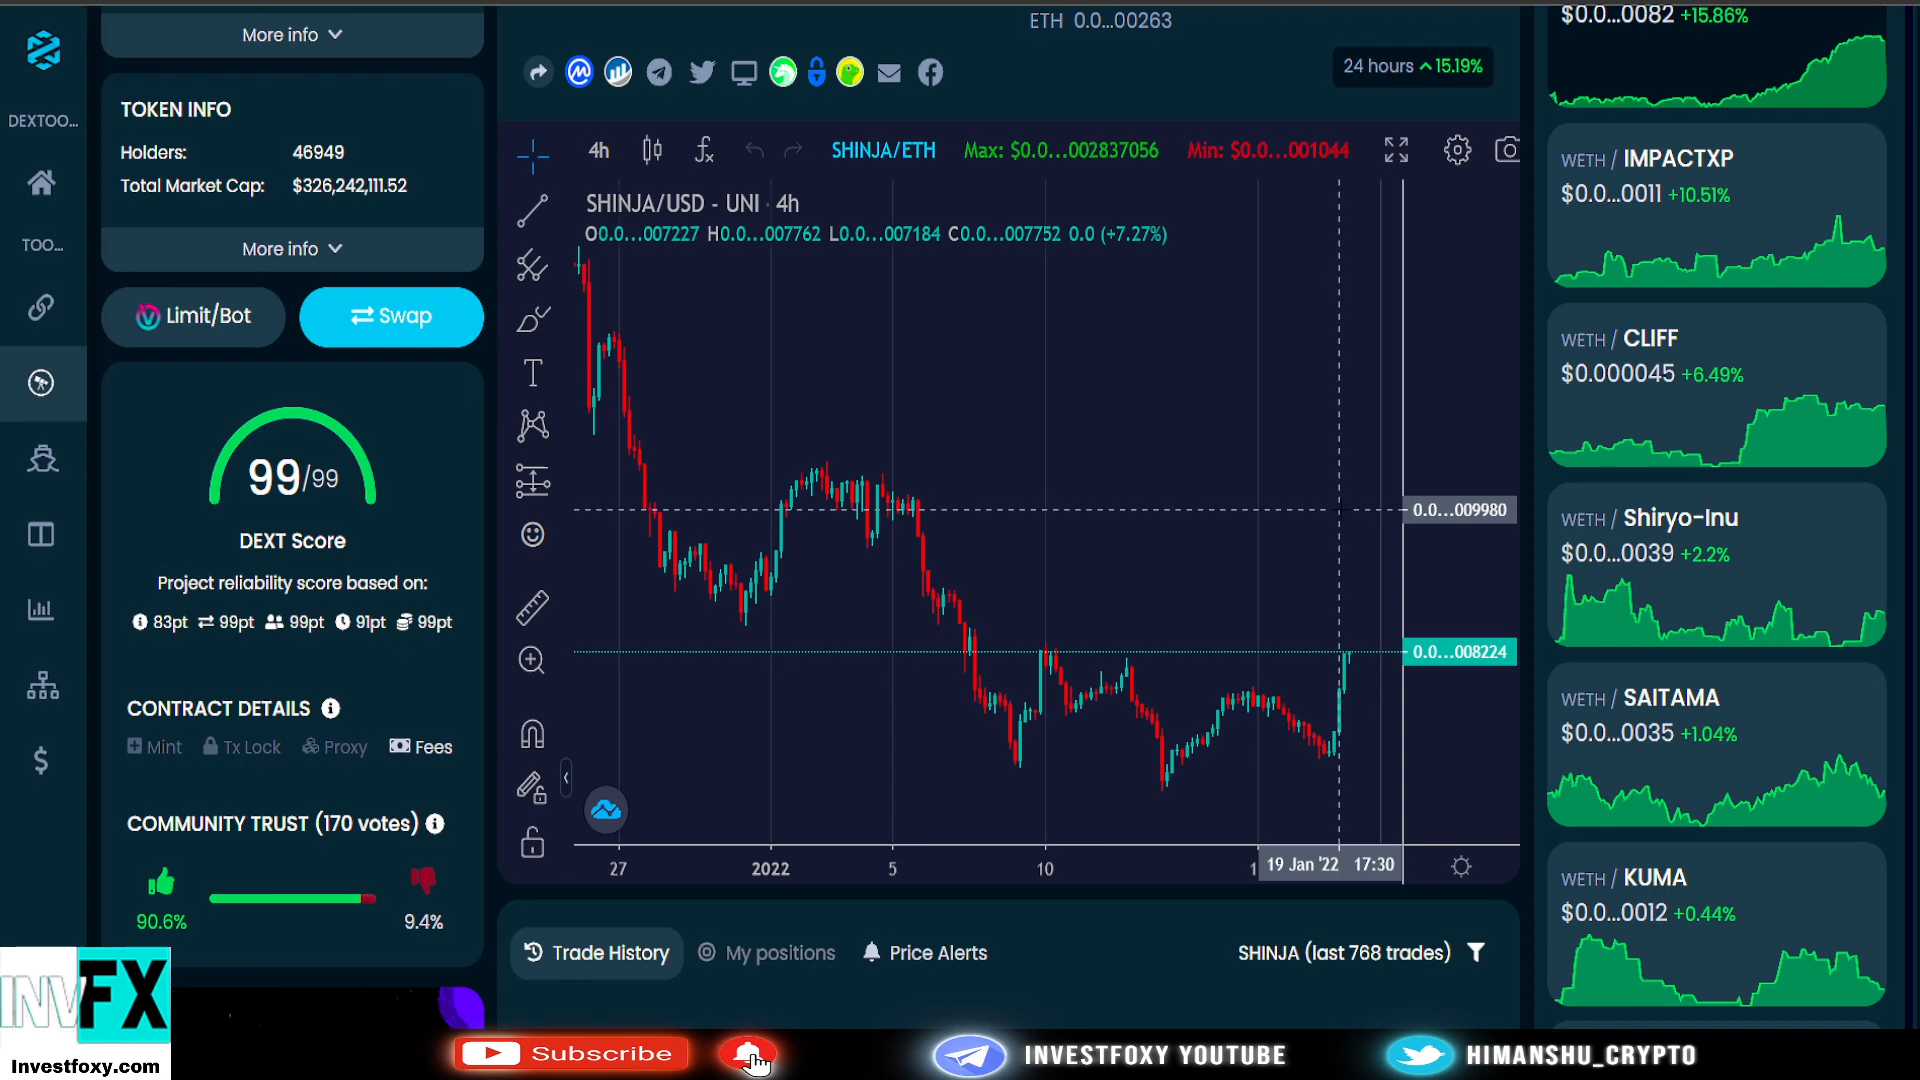 DEXTOO...
TOO...
More info
TOKEN INFO
Holders: 46949
Total Market Cap: $326,242,111.52
More info
Limit/Bot
Swap
99/99
DEXT Score
Project reliability score based on:
83pt 99pt 99pt 91pt 99pt
CONTRACT DETAILS
Mint Tx Lock Proxy Fees
COMMUNITY TRUST (170 votes)
90.6% 9.4%
INVFX
Investfoxy.com
ETH 0.0...00263
24 hours 15.19%
4h SHINJA/ETH Max: $0.0...002837056 Min: $0.0...001044
SHINJA/USD - UNI · 4h
O0.0...007227 H0.0...007762 L0.0...007184 C0.0...007752 0.0 (+7.27%)
0.0...009980
0.0...008224
27 2022 5 10 1 19 Jan '22 17:30
Trade History My positions Price Alerts SHINJA (last 768 trades)
$0.0...0082 +15.86%
WETH / IMPACTXP
$0.0...0011 +10.51%
WETH / CLIFF
$0.000045 +6.49%
WETH / Shiryo-Inu
$0.0...0039 +2.2%
WETH / SAITAMA
$0.0...0035 +1.04%
WETH / KUMA
$0.0...0012 +0.44%
Subscribe
INVESTFOXY YOUTUBE
HIMANSHU_CRYPTO